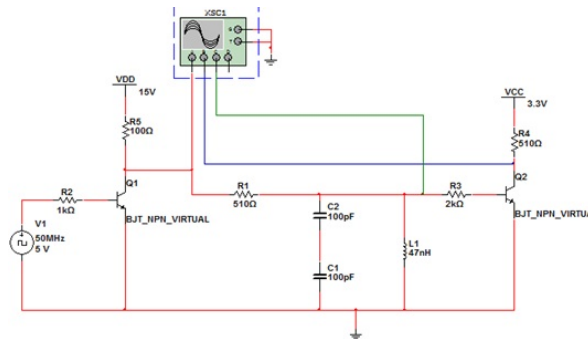 XSC1
G
T
A
B
C
D
VDD
15V
R5
100Ω
VCC
3.3V
R4
510Ω
Q1
BJT_NPN_VIRTUAL
R2
1kΩ
V1
50MHz
5 V
R1
510Ω
C2
100pF
C1
100pF
L1
47nH
R3
2kΩ
Q2
BJT_NPN_VIRTUAL